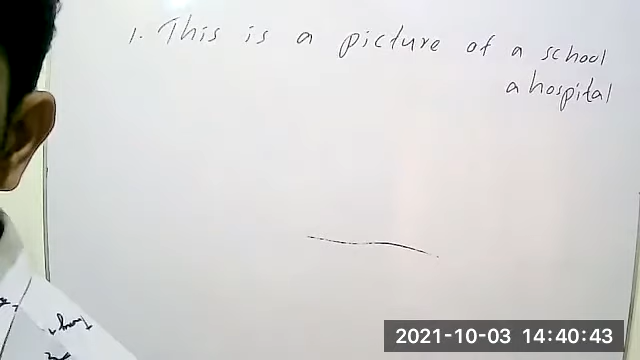 1. This is a picture of a school
a hospital
2021-10-03 14:40:43